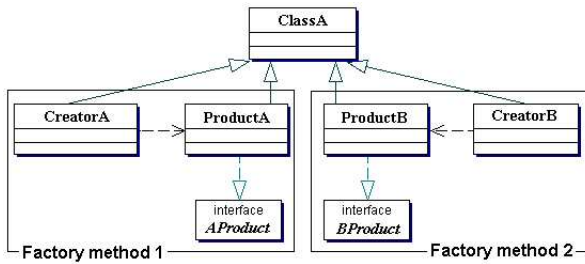 ClassA
CreatorA
ProductA
ProductB
CreatorB
interface
AProduct
interface
BProduct
Factory method 1
Factory method 2